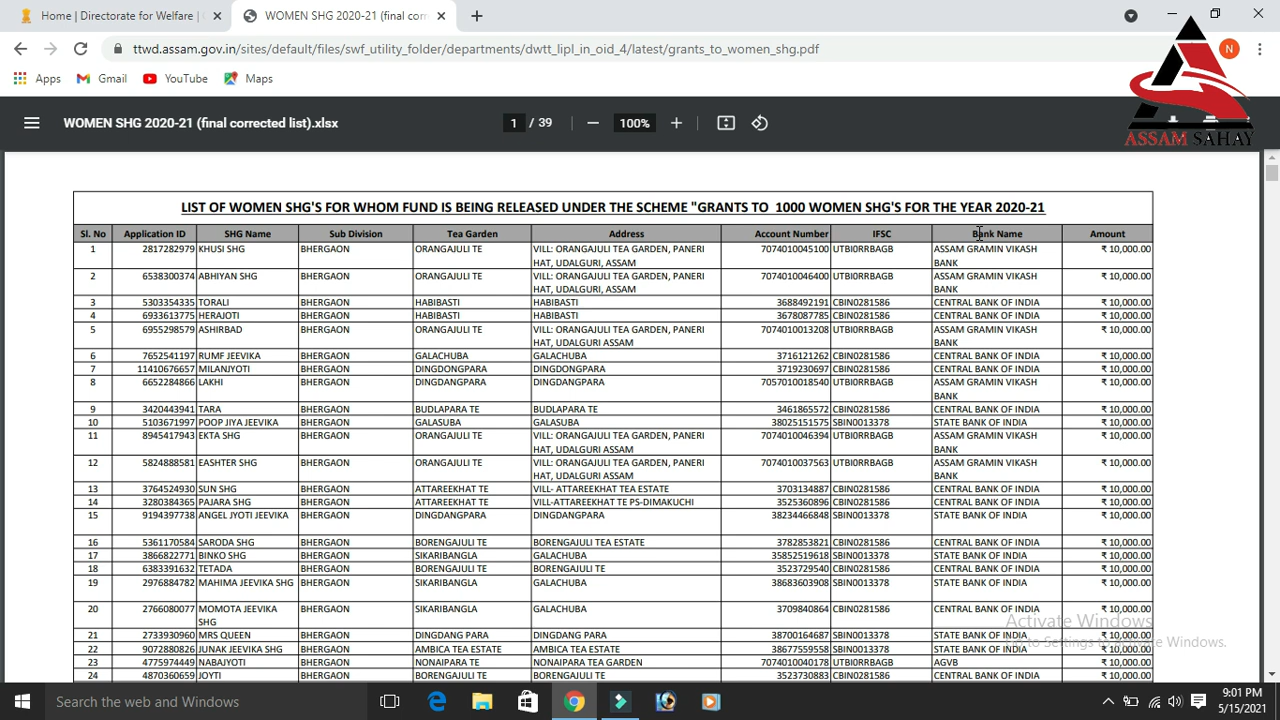 Home | Directorate for Welfare | G
WOMEN SHG 2020-21 (final corr
ttwd.assam.gov.in/sites/default/files/swf_utility_folder/departments/dwtt_lipl_in_oid_4/latest/grants_to_women_shg.pdf
N
Apps Gmail YouTube Maps
ASSAM SAHAY
WOMEN SHG 2020-21 (final corrected list).xlsx 1 / 39 100%
LIST OF WOMEN SHG'S FOR WHOM FUND IS BEING RELEASED UNDER THE SCHEME "GRANTS TO 1000 WOMEN SHG'S FOR THE YEAR 2020-21
Sl. No Application ID SHG Name Sub Division Tea Garden Address Account Number IFSC Bank Name Amount
1 2817282979 KHUSI SHG BHERGAON ORANGAJULI TE VILL: ORANGAJULI TEA GARDEN, PANERI 7074010045100 UTBI0RRBAGB ASSAM GRAMIN VIKASH ₹ 10,000.00
HAT, UDALGURI, ASSAM BANK
2 6538300374 ABHIYAN SHG BHERGAON ORANGAJULI TE VILL: ORANGAJULI TEA GARDEN, PANERI 7074010046400 UTBI0RRBAGB ASSAM GRAMIN VIKASH ₹ 10,000.00
HAT, UDALGURI, ASSAM BANK
3 5303354335 TORALI BHERGAON HABIBASTI HABIBASTI 3688492191 CBIN0281586 CENTRAL BANK OF INDIA ₹ 10,000.00
4 6933613775 HERAJOTI BHERGAON HABIBASTI HABIBASTI 3678087785 CBIN0281586 CENTRAL BANK OF INDIA ₹ 10,000.00
5 6955298579 ASHIRBAD BHERGAON ORANGAJULI TE VILL: ORANGAJULI TEA GARDEN, PANERI 7074010013208 UTBI0RRBAGB ASSAM GRAMIN VIKASH ₹ 10,000.00
HAT, UDALGURI ASSAM BANK
6 7652541197 RUMF JEEVIKA BHERGAON GALACHUBA GALACHUBA 3716121262 CBIN0281586 CENTRAL BANK OF INDIA ₹ 10,000.00
7 11410676657 MILANJYOTI BHERGAON DINGDONGPARA DINGDONGPARA 3719230697 CBIN0281586 CENTRAL BANK OF INDIA ₹ 10,000.00
8 6652284866 LAKHI BHERGAON DINGDANGPARA DINGDANGPARA 7057010018540 UTBI0RRBAGB ASSAM GRAMIN VIKASH ₹ 10,000.00
BANK
9 3420443941 TARA BHERGAON BUDLAPARA TE BUDLAPARA TE 3461865572 CBIN0281586 CENTRAL BANK OF INDIA ₹ 10,000.00
10 5103671997 POOP JIYA JEEVIKA BHERGAON GALASUBA GALASUBA 38025151575 SBIN0013378 STATE BANK OF INDIA ₹ 10,000.00
11 8945417943 EKTA SHG BHERGAON ORANGAJULI TE VILL: ORANGAJULI TEA GARDEN, PANERI 7074010046394 UTBI0RRBAGB ASSAM GRAMIN VIKASH ₹ 10,000.00
HAT, UDALGURI ASSAM BANK
12 5824888581 EASHTER SHG BHERGAON ORANGAJULI TE VILL: ORANGAJULI TEA GARDEN, PANERI 7074010037563 UTBI0RRBAGB ASSAM GRAMIN VIKASH ₹ 10,000.00
HAT, UDALGURI ASSAM BANK
13 3764524930 SUN SHG BHERGAON ATTAREEKHAT TE VILL- ATTAREEKHAT TEA ESTATE 3703134887 CBIN0281586 CENTRAL BANK OF INDIA ₹ 10,000.00
14 3280384365 PAJARA SHG BHERGAON ATTAREEKHAT TE VILL-ATTAREEKHAT TE PS-DIMAKUCHI 3525360896 CBIN0281586 CENTRAL BANK OF INDIA ₹ 10,000.00
15 9194397738 ANGEL JYOTI JEEVIKA BHERGAON DINGDANGPARA DINGDANGPARA 38234466848 SBIN0013378 STATE BANK OF INDIA ₹ 10,000.00
16 5361170584 SARODA SHG BHERGAON BORENGAJULI TE BORENGAJULI TEA ESTATE 3782853821 CBIN0281586 CENTRAL BANK OF INDIA ₹ 10,000.00
17 3866822771 BINKO SHG BHERGAON SIKARIBANGLA GALACHUBA 35852519618 SBIN0013378 STATE BANK OF INDIA ₹ 10,000.00
18 6383391632 TETADA BHERGAON BORENGAJULI TE BORENGAJULI TE 3523729540 CBIN0281586 CENTRAL BANK OF INDIA ₹ 10,000.00
19 2976884782 MAHIMA JEEVIKA SHG BHERGAON SIKARIBANGLA GALACHUBA 38683603908 SBIN0013378 STATE BANK OF INDIA ₹ 10,000.00
20 2766080077 MOMOTA JEEVIKA BHERGAON SIKARIBANGLA GALACHUBA 3709840864 CBIN0281586 CENTRAL BANK OF INDIA ₹ 10,000.00
SHG
Activate Windows
21 2733930960 MRS QUEEN BHERGAON DINGDANG PARA DINGDANG PARA 38700164687 SBIN0013378 STATE BANK OF INDIA ₹ 10,000.00
to Settings to Activate Windows.
22 9072880826 JUNAK JEEVIKA SHG BHERGAON AMBICA TEA ESTATE AMBICA TEA ESTATE 38677559558 SBIN0013378 STATE BANK OF INDIA ₹ 10,000.00
23 4775974449 NABAJYOTI BHERGAON NONAIPARA TE NONAIPARA TEA GARDEN 7074010040178 UTBI0RRBAGB AGVB ₹ 10,000.00
24 4870360659 JOYTI BHERGAON BORENGAJULI TE BORENGAJULI TE 3523730883 CBIN0281586 CENTRAL BANK OF INDIA ₹ 10,000.00
Search the web and Windows
9:01 PM
5/15/2021